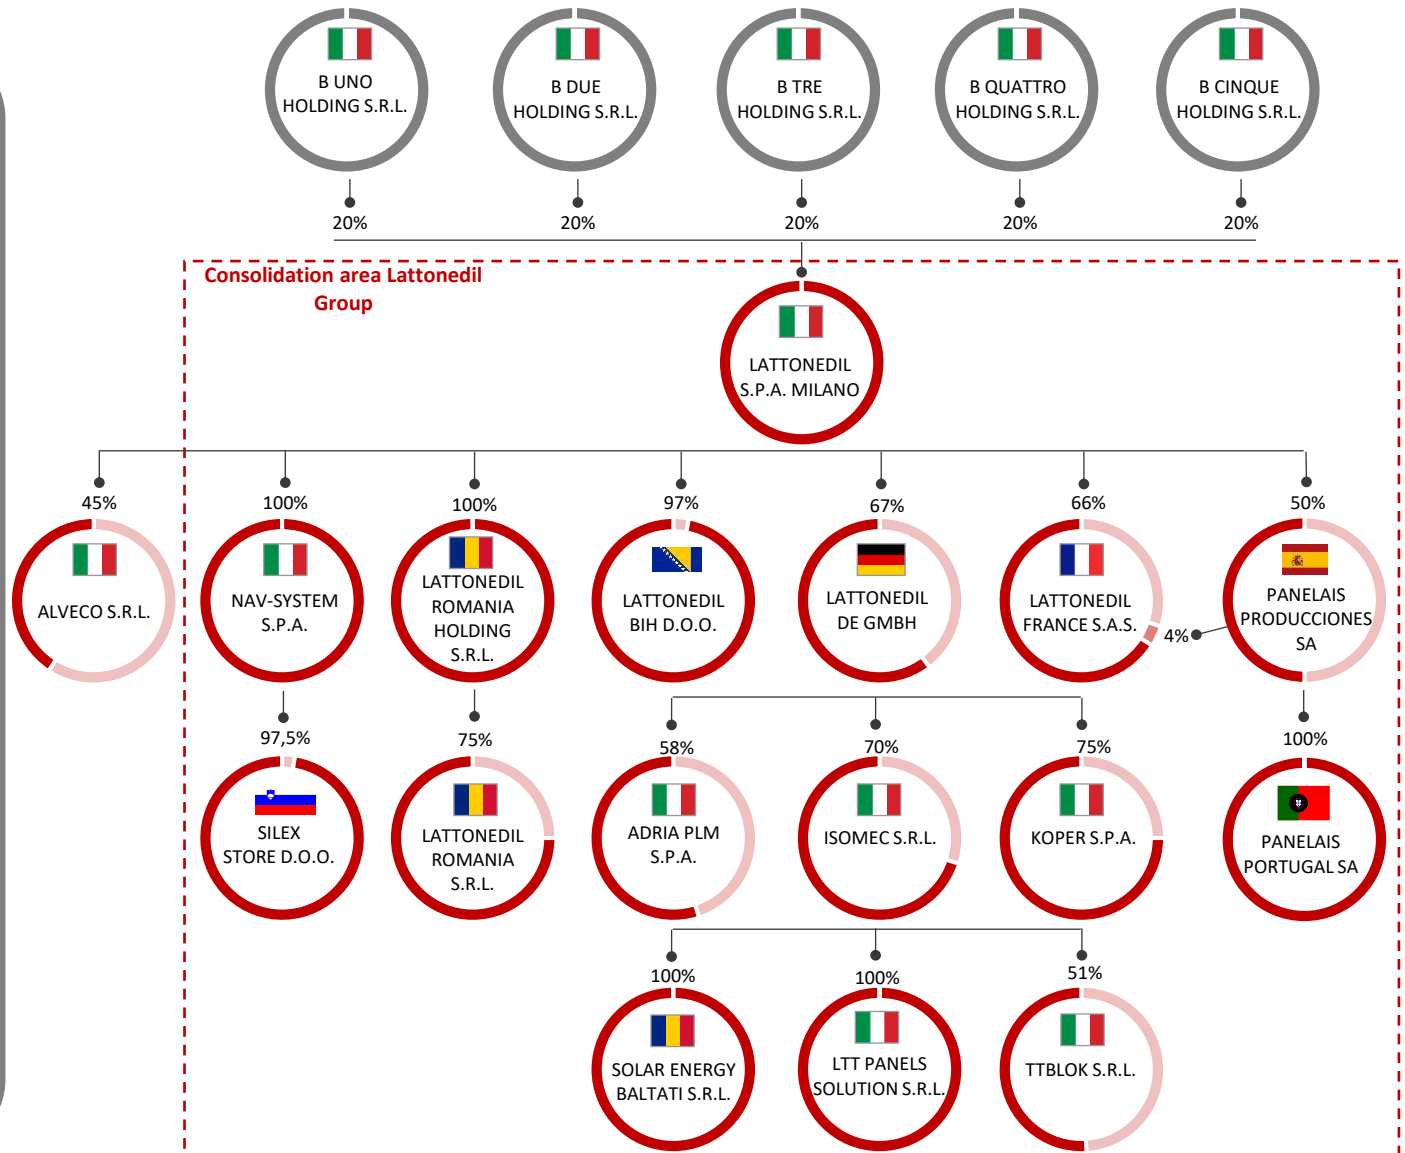 B UNO
HOLDING S.R.L.
B DUE
HOLDING S.R.L.
B TRE
HOLDING S.R.L.
B QUATTRO
HOLDING S.R.L.
B CINQUE
HOLDING S.R.L.
20%
20%
20%
20%
20%
Consolidation area Lattonedil
Group
LATTONEDIL
S.P.A. MILANO
45%
100%
100%
97%
67%
66%
50%
ALVECO S.R.L.
NAV-SYSTEM
S.P.A.
LATTONEDIL
ROMANIA
HOLDING
S.R.L.
LATTONEDIL
BIH D.O.O.
LATTONEDIL
DE GMBH
LATTONEDIL
FRANCE S.A.S.
4%
PANELAIS
PRODUCCIONES
SA
97,5%
75%
58%
70%
75%
100%
SILEX
STORE D.O.O.
LATTONEDIL
ROMANIA
S.R.L.
ADRIA PLM
S.P.A.
ISOMEC S.R.L.
KOPER S.P.A.
PANELAIS
PORTUGAL SA
100%
100%
51%
SOLAR ENERGY
BALTATI S.R.L.
LTT PANELS
SOLUTION S.R.L.
TTBLOK S.R.L.